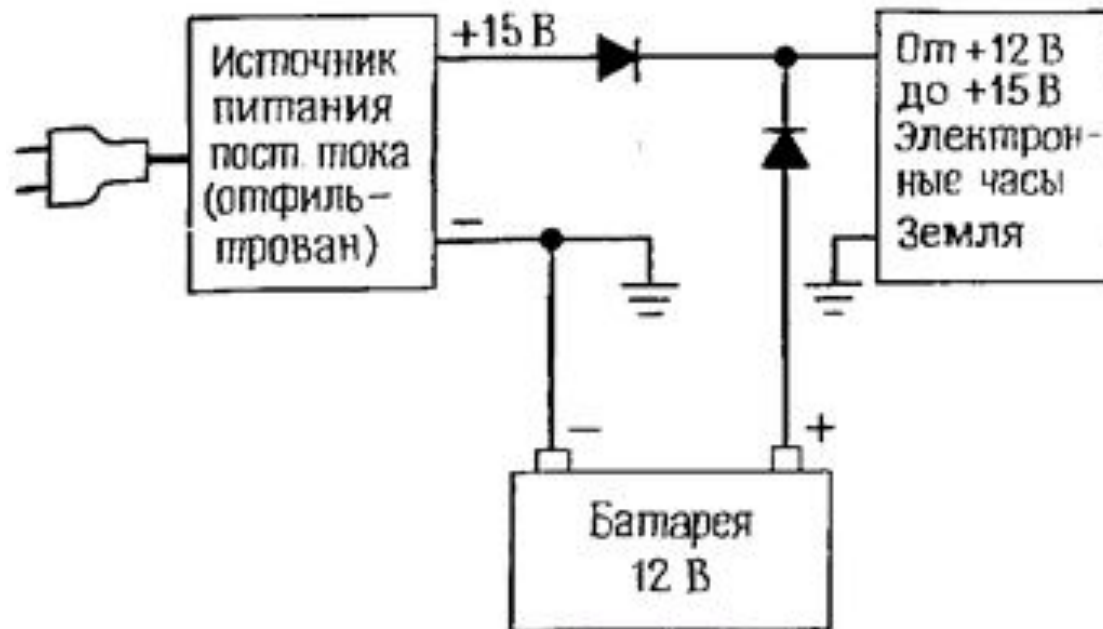 +15 В
Источник
питания
пост. тока
(отфиль-
трован)
–
От +12 В
до +15 В
Электрон-
ные часы
Земля
–
+
Батарея
12 В